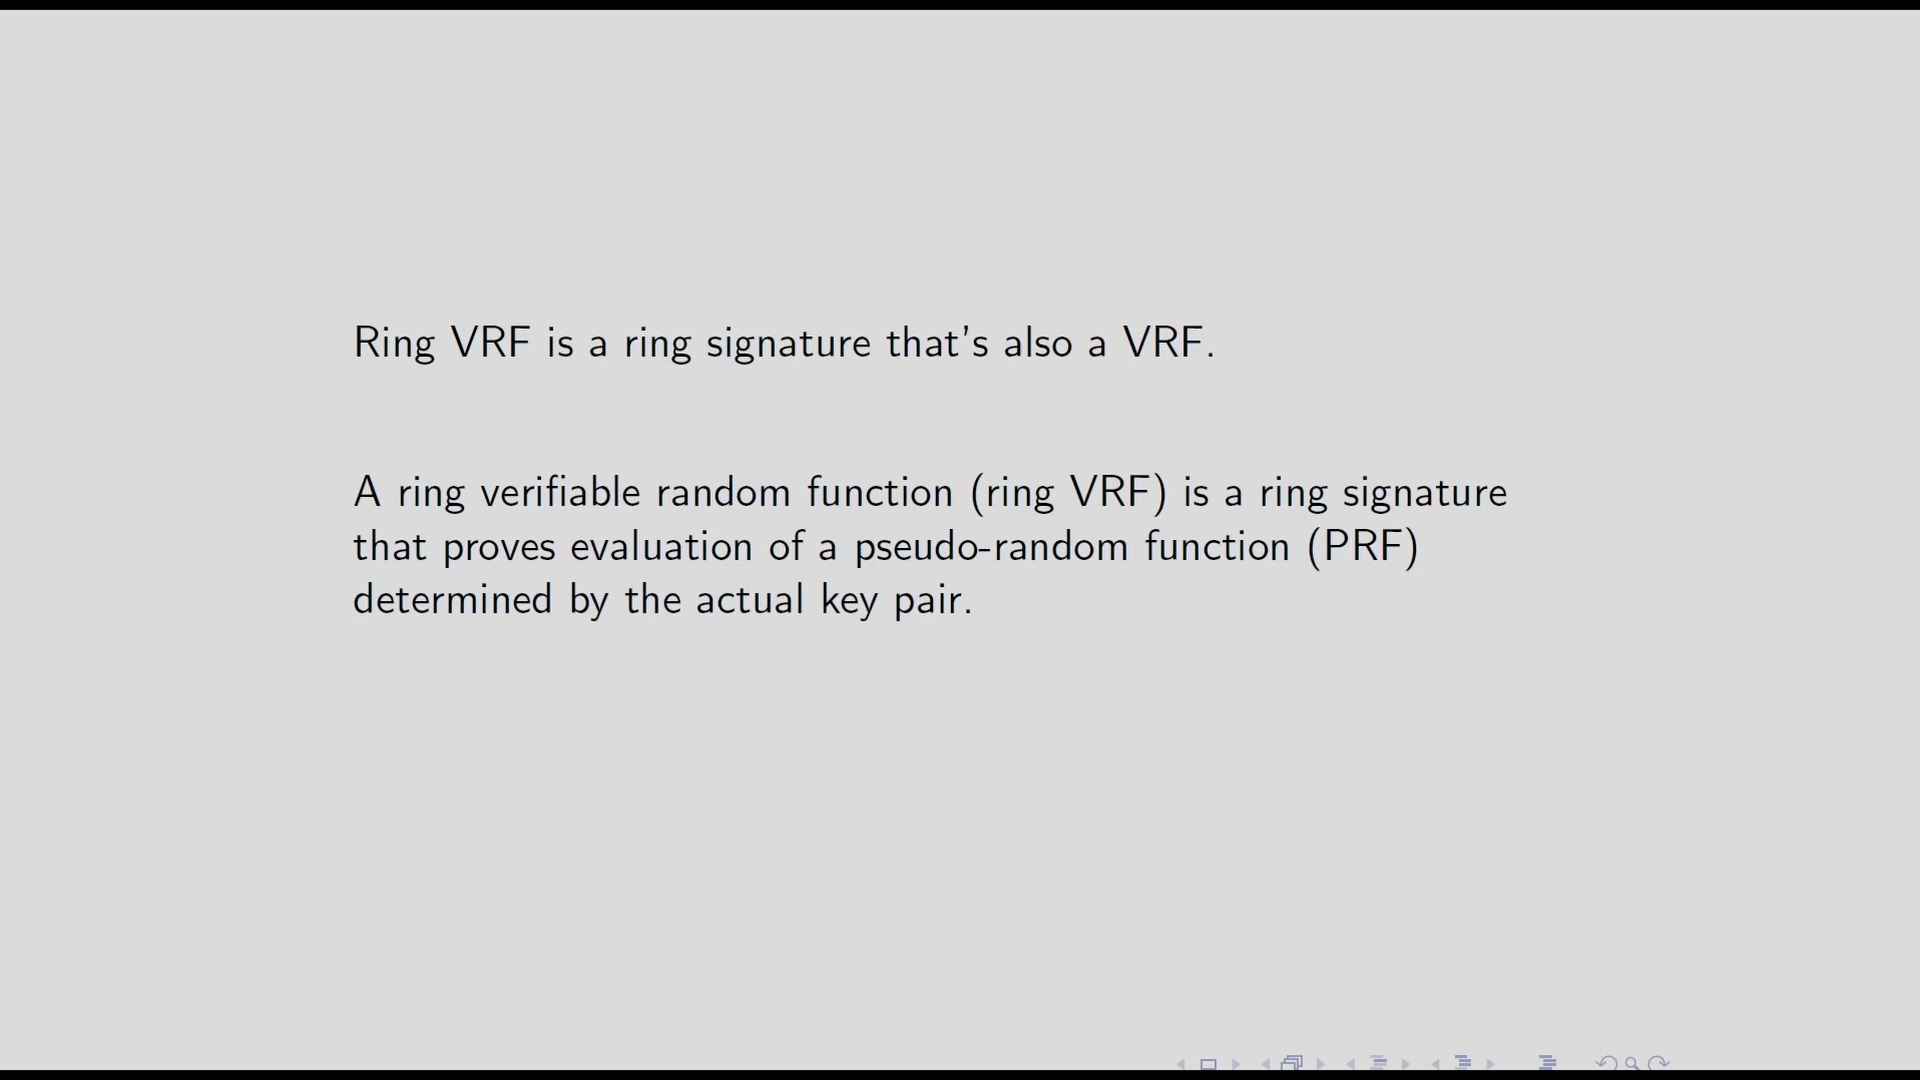 Ring VRF is a ring signature that's also a VRF.
A ring verifiable random function (ring VRF) is a ring signature
that proves evaluation of a pseudo-random function (PRF)
determined by the actual key pair.